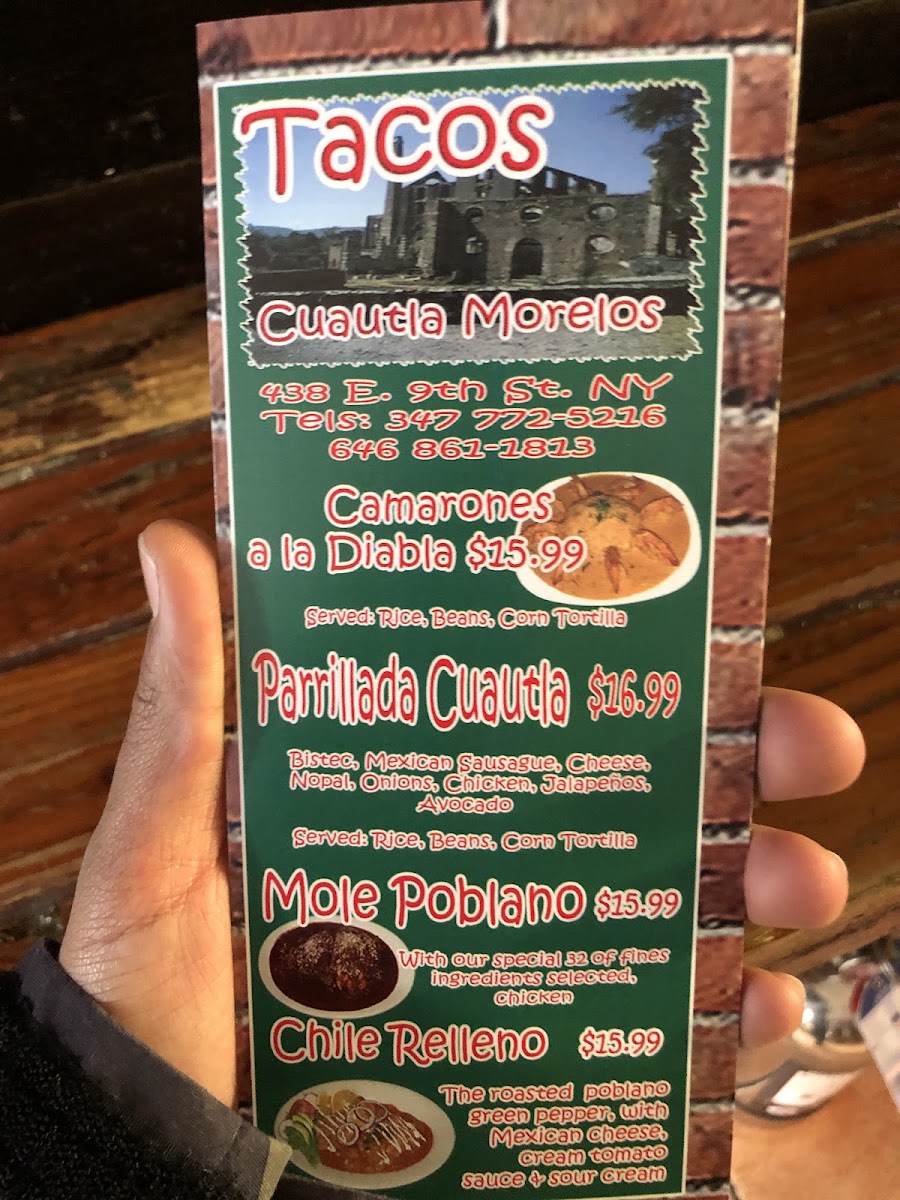 Tacos
Cuautla Morelos
438 E. 9th St. NY
Tels: 347 772-5216
646 861-1813
Camarones
a la Diabla $15.99
Served: Rice, Beans, Corn Tortilla
Parrillada Cuautla $16.99
Bistec, Mexican Sausague, Cheese,
Nopal, Onions, Chicken, Jalapeños,
Avocado
Served: Rice, Beans, Corn Tortilla
Mole Poblano $15.99
With our special 32 of fines
ingredients selected,
chicken
Chile Relleno $15.99
The roasted poblano
green pepper, with
Mexican cheese,
cream tomato
sauce & sour cream